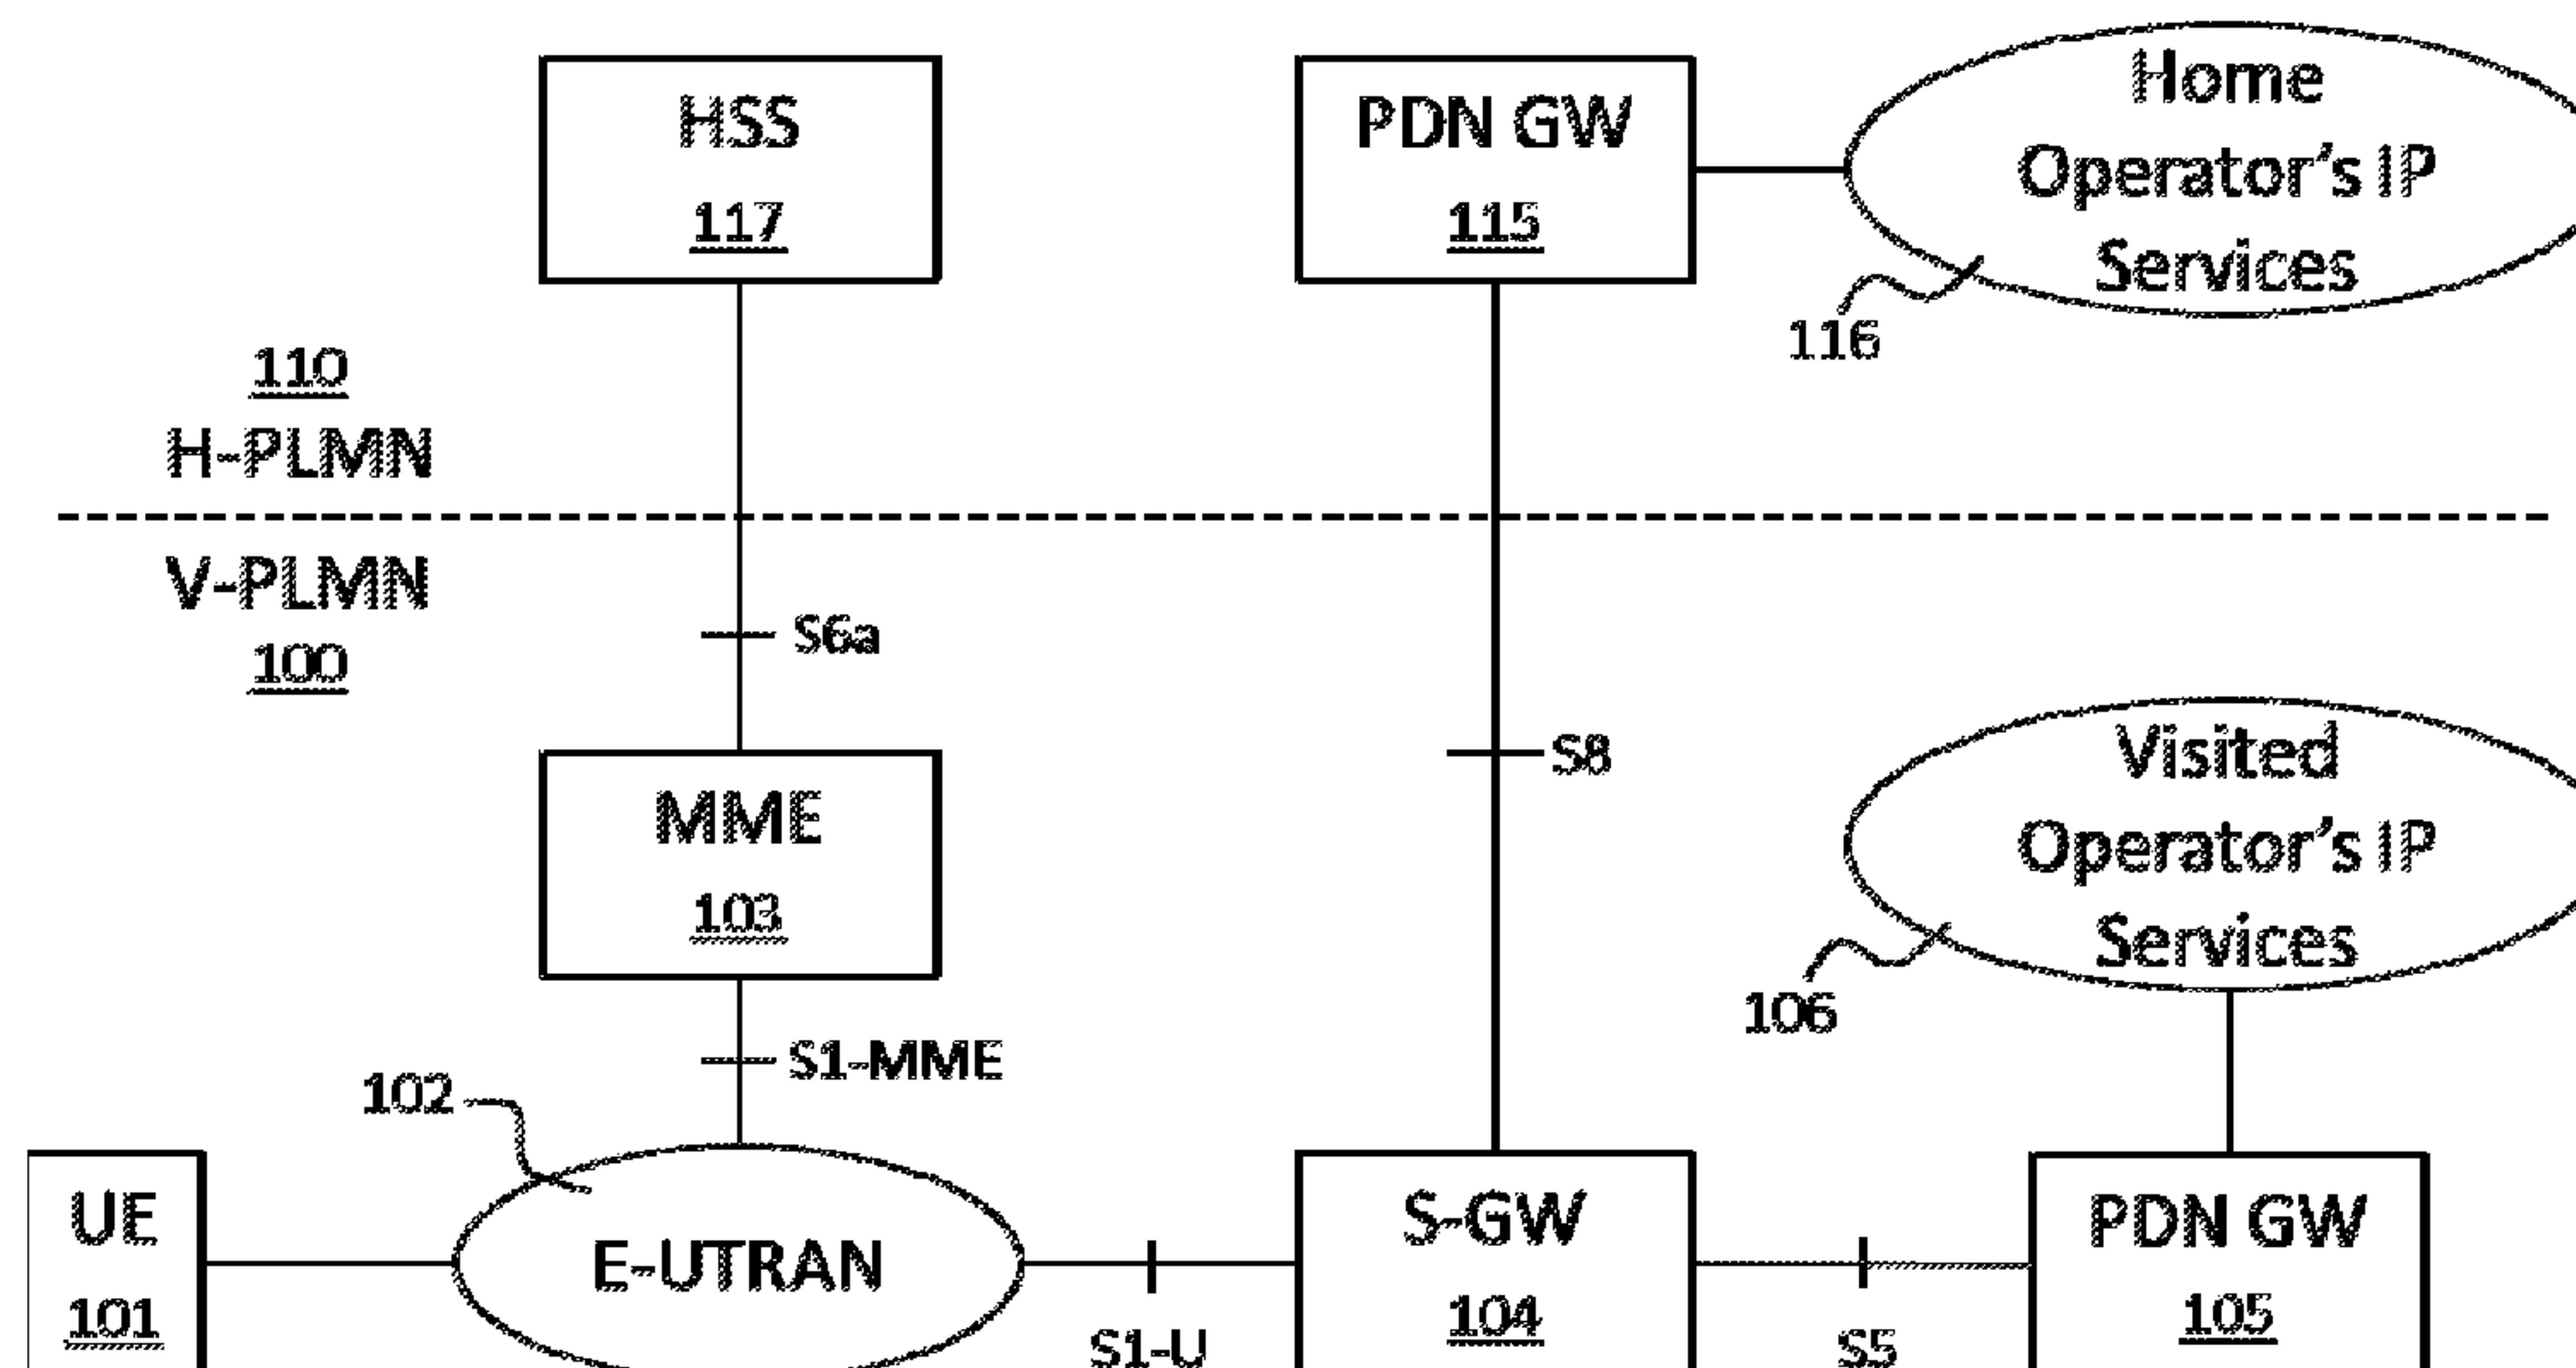 HSS
117
PDN GW
115
Home
Operator's IP
Services
116
110
H-PLMN
V-PLMN
100
S6a
S8
MME
103
Visited
Operator's IP
Services
106
S1-MME
102
UE
101
E-UTRAN
S1-U
S-GW
104
S5
PDN GW
105